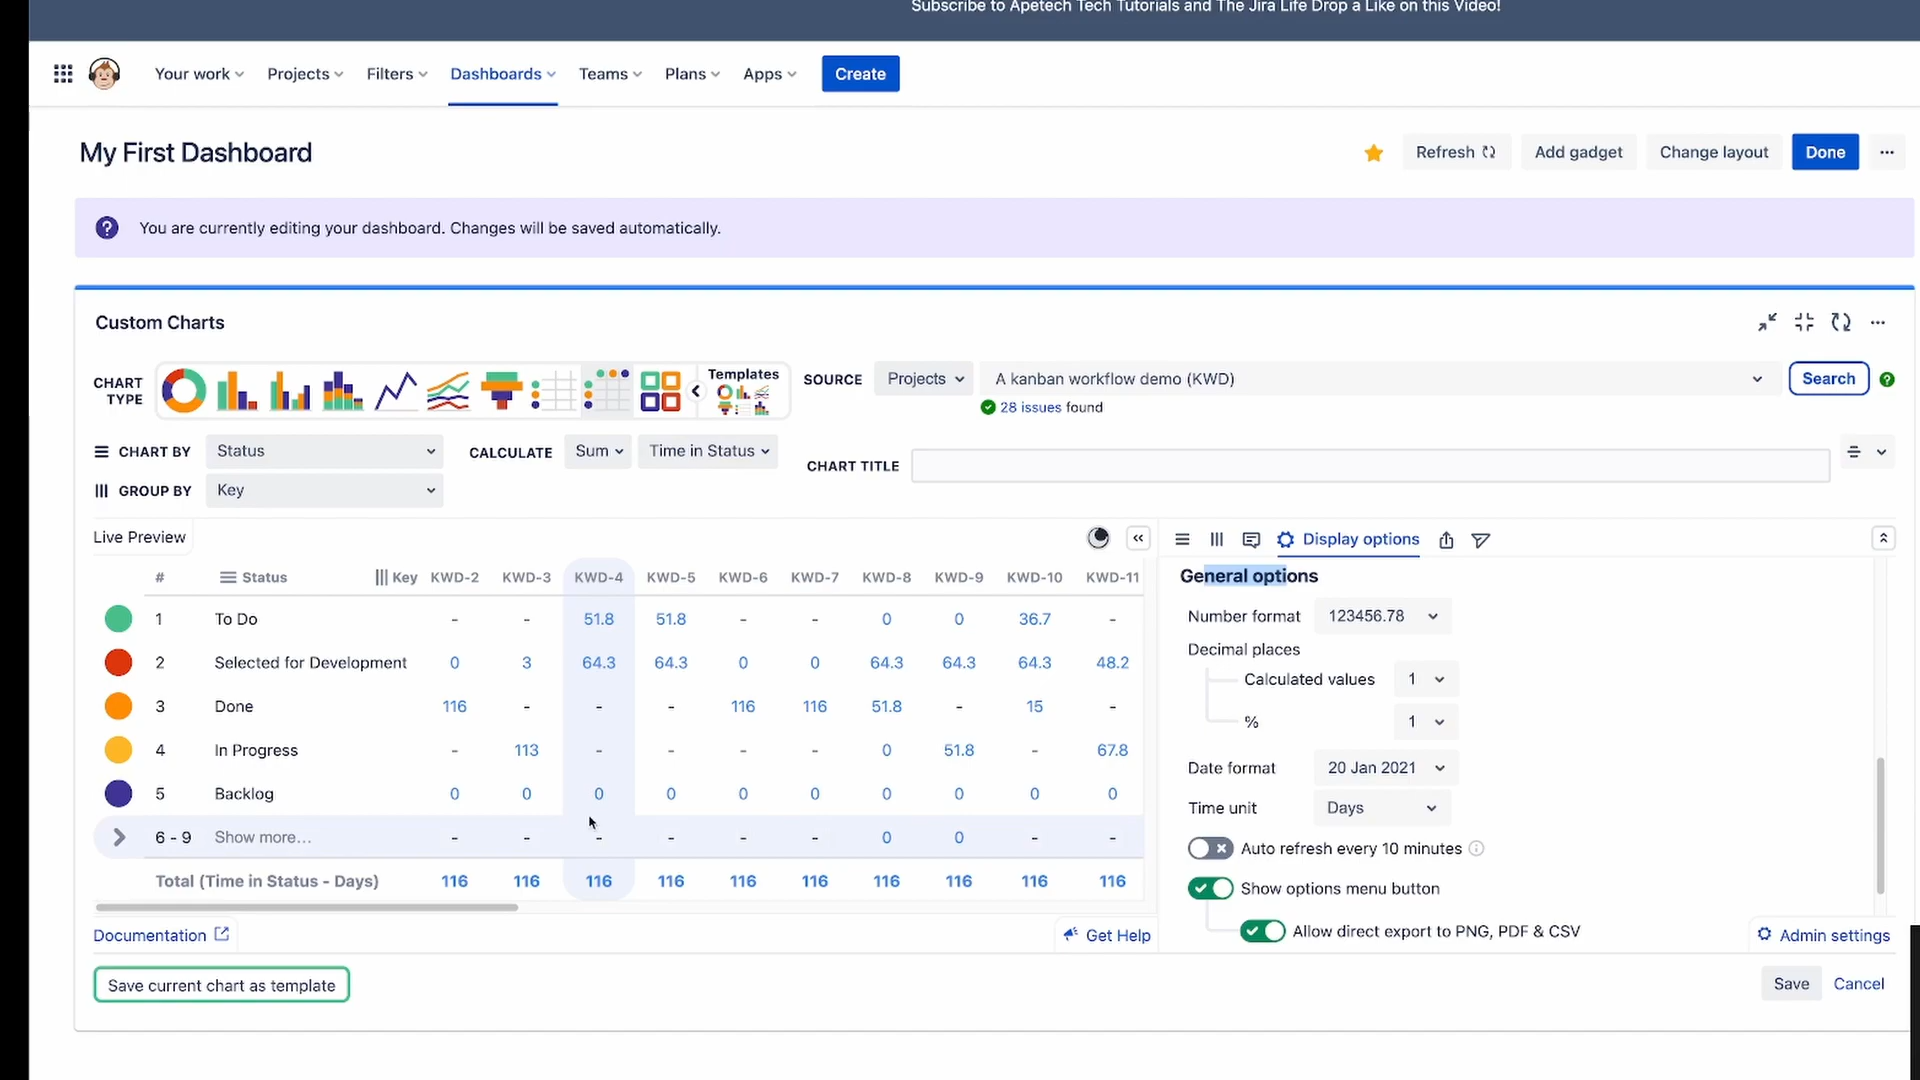 Subscribe to Apetech Tech Tutorials and The Jira Life Drop a Like on this Video!
Your work Projects Filters Dashboards Teams Plans Apps Create
My First Dashboard
Refresh Add gadget Change layout Done
You are currently editing your dashboard. Changes will be saved automatically.
Custom Charts
CHART TYPE
Templates
SOURCE Projects A kanban workflow demo (KWD) Search
28 issues found
CHART BY Status CALCULATE Sum Time in Status CHART TITLE
GROUP BY Key
Live Preview
Display options
# Status Key KWD-2 KWD-3 KWD-4 KWD-5 KWD-6 KWD-7 KWD-8 KWD-9 KWD-10 KWD-11
1 To Do - - 51.8 51.8 - - 0 0 36.7 -
2 Selected for Development 0 3 64.3 64.3 0 0 64.3 64.3 64.3 48.2
3 Done 116 - - - 116 116 51.8 - 15 -
4 In Progress - 113 - - - - 0 51.8 - 67.8
5 Backlog 0 0 0 0 0 0 0 0 0 0
6 - 9 Show more... - - - - - - 0 0 - -
Total (Time in Status - Days) 116 116 116 116 116 116 116 116 116 116
General options
Number format 123456.78
Decimal places
Calculated values 1
% 1
Date format 20 Jan 2021
Time unit Days
Auto refresh every 10 minutes
Show options menu button
Allow direct export to PNG, PDF & CSV
Documentation Get Help Admin settings
Save current chart as template Save Cancel